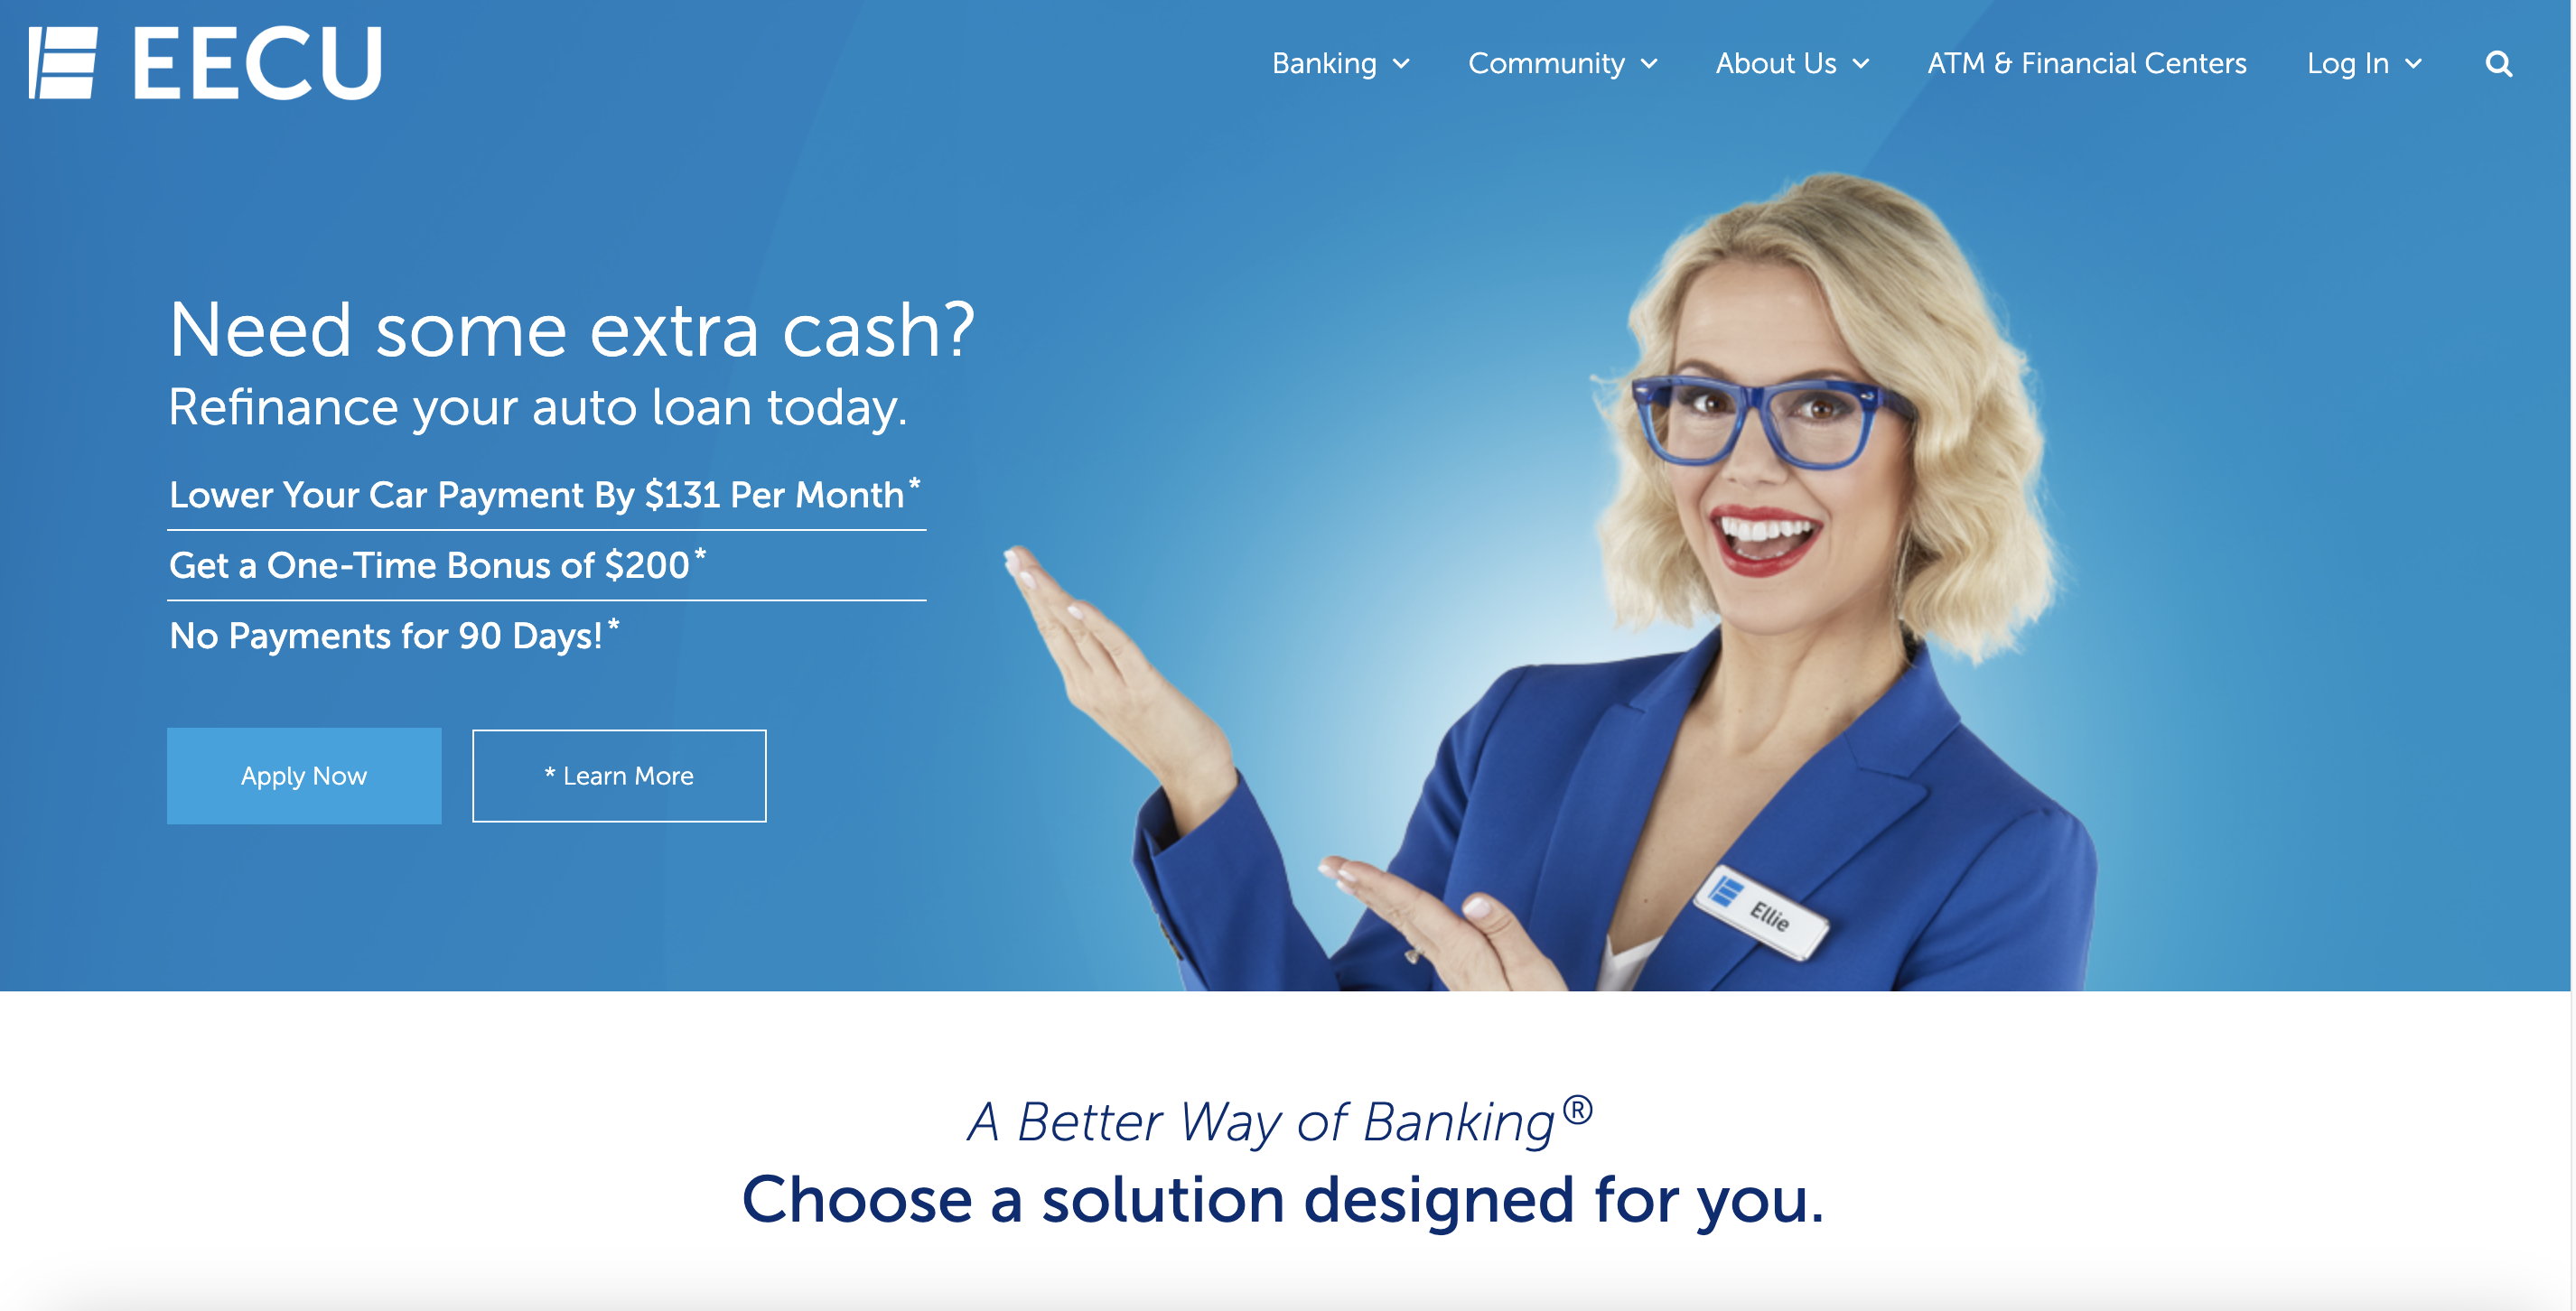 EECU
Banking
Community
About Us
ATM & Financial Centers
Log In
Need some extra cash?
Refinance your auto loan today.
Lower Your Car Payment By $131 Per Month*
Get a One-Time Bonus of $200*
No Payments for 90 Days!*
Apply Now
* Learn More
Ellie
A Better Way of Banking®
Choose a solution designed for you.